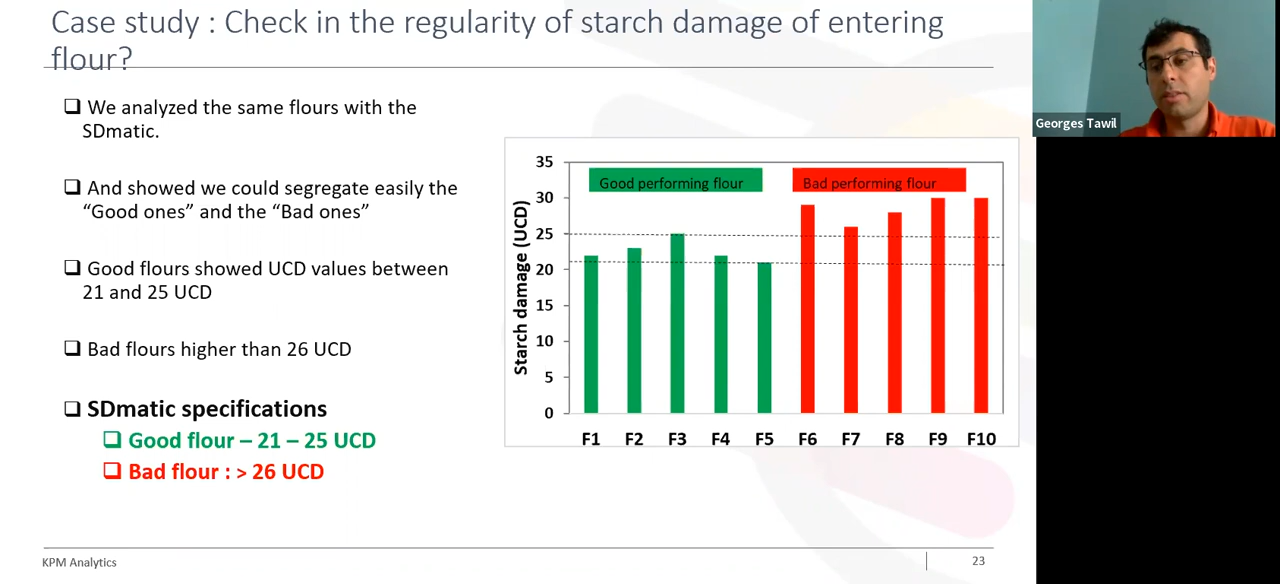 Case study : Check in the regularity of starch damage of entering
flour?
❑ We analyzed the same flours with the
SDmatic.
❑ And showed we could segregate easily the
“Good ones” and the “Bad ones”
❑ Good flours showed UCD values between
21 and 25 UCD
❑ Bad flours higher than 26 UCD
❑ SDmatic specifications
❑ Good flour – 21 – 25 UCD
❑ Bad flour : > 26 UCD
Starch damage (UCD)
35
30
25
20
15
10
5
0
Good performing flour
Bad performing flour
F1 F2 F3 F4 F5 F6 F7 F8 F9 F10
Georges Tawil
KPM Analytics
23